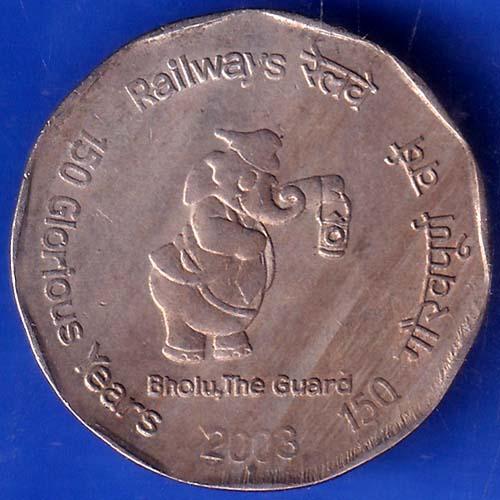 150 Glorious Years
Railways रेलवे
150 गौरवपूर्ण वर्ष
Bholu, The Guard
2003